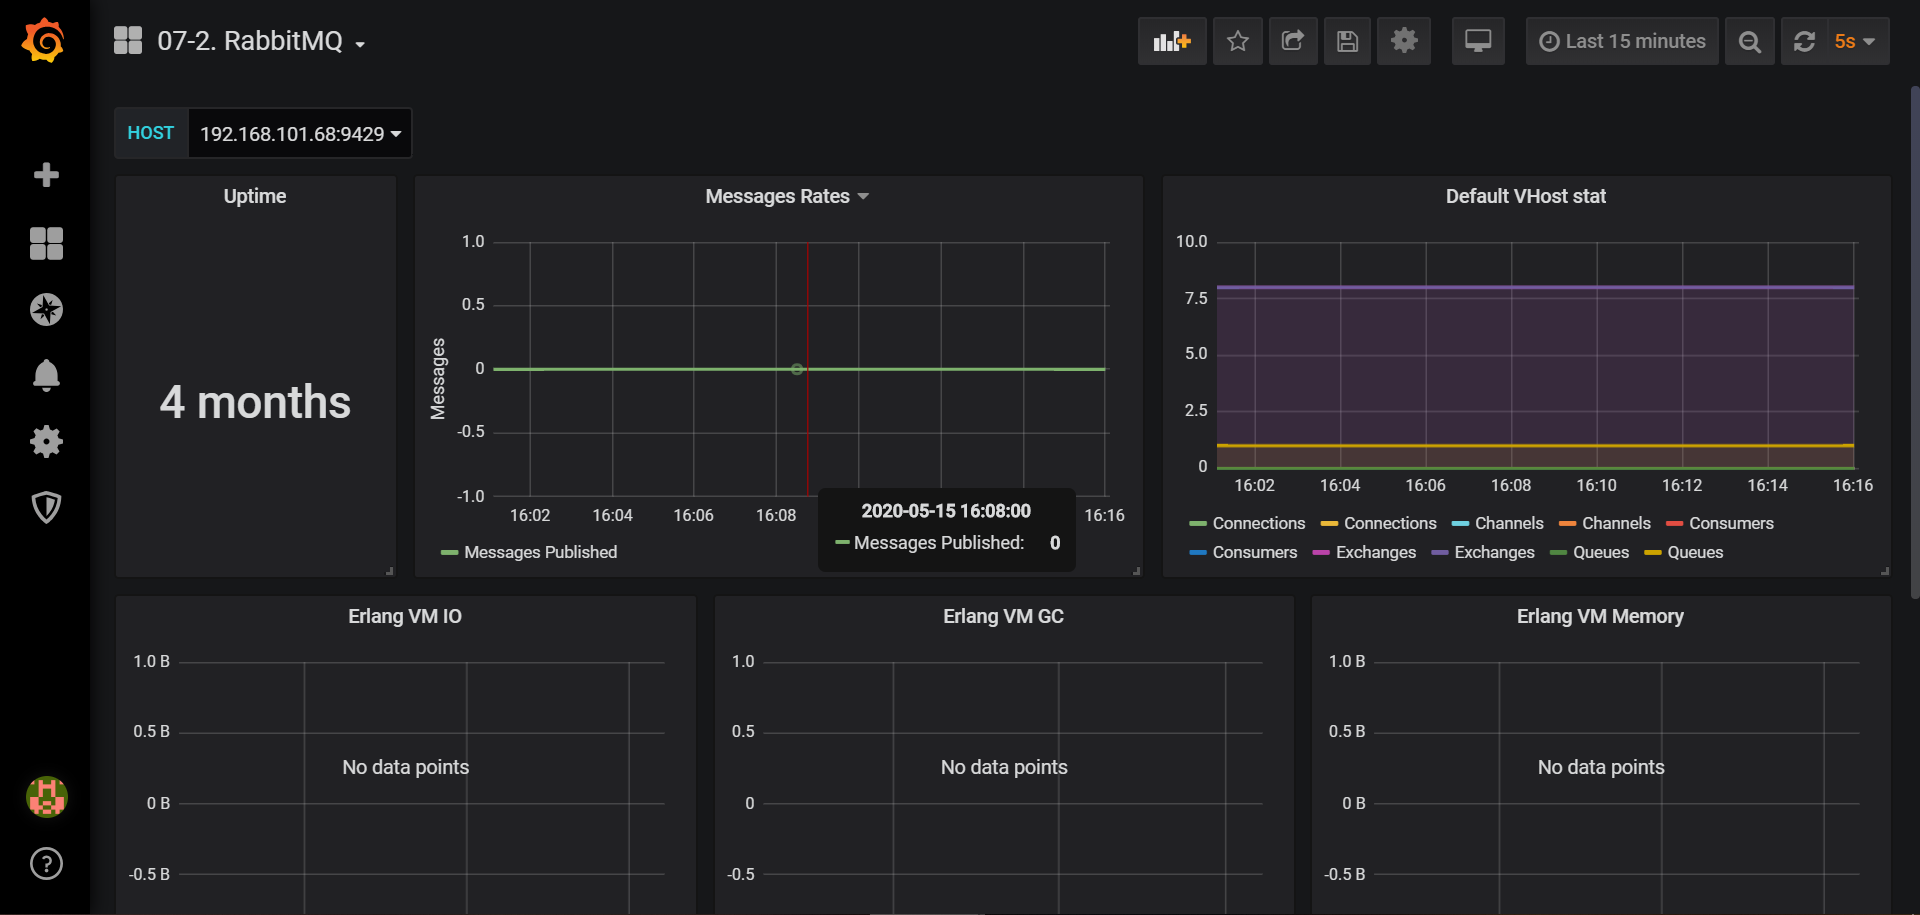 07-2. RabbitMQ
Last 15 minutes
5s
HOST 192.168.101.68:9429
Uptime
4 months
Messages Rates
Messages
1.0
0.5
0
-0.5
-1.0
16:02 16:04 16:06 16:08 16:16
Messages Published
2020-05-15 16:08:00
Messages Published: 0
Default VHost stat
10.0
7.5
5.0
2.5
0
16:02 16:04 16:06 16:08 16:10 16:12 16:14 16:16
Connections Connections Channels Channels Consumers
Consumers Exchanges Exchanges Queues Queues
Erlang VM IO
1.0 B
0.5 B
No data points
0 B
-0.5 B
Erlang VM GC
1.0
0.5
No data points
0
-0.5
Erlang VM Memory
1.0 B
0.5 B
No data points
0 B
-0.5 B
?